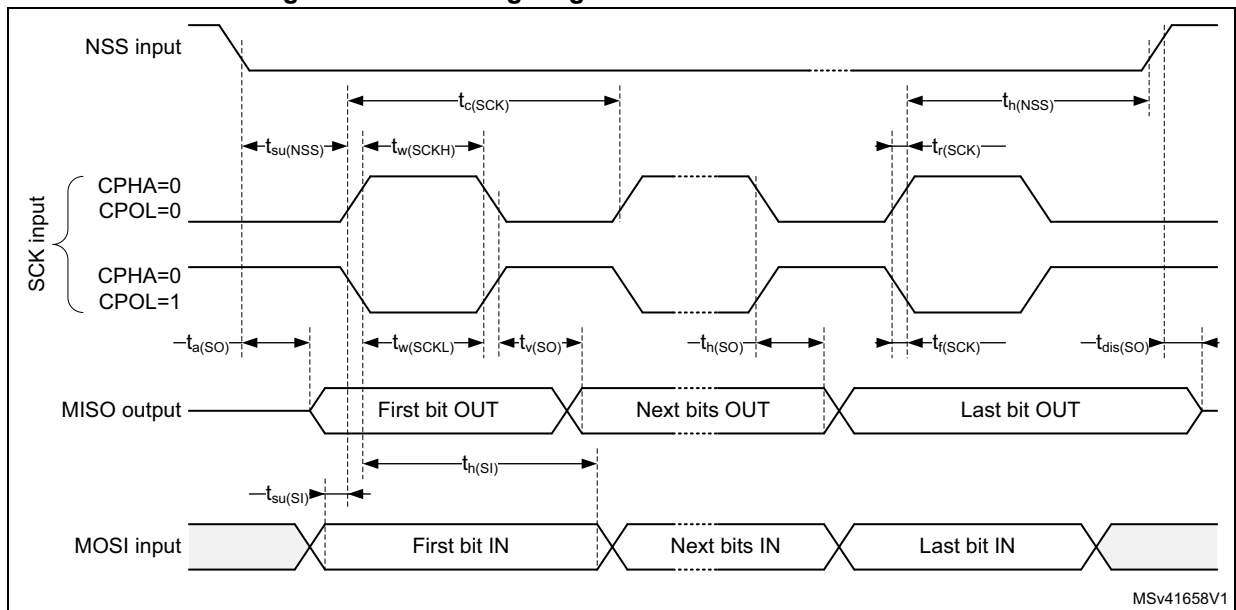 NSS input
tc(SCK)
th(NSS)
tsu(NSS)
tw(SCKH)
tr(SCK)
SCK input
CPHA=0
CPOL=0
CPHA=0
CPOL=1
ta(SO)
tw(SCKL)
tv(SO)
th(SO)
tf(SCK)
tdis(SO)
MISO output
First bit OUT
Next bits OUT
Last bit OUT
th(SI)
tsu(SI)
MOSI input
First bit IN
Next bits IN
Last bit IN
MSv41658V1